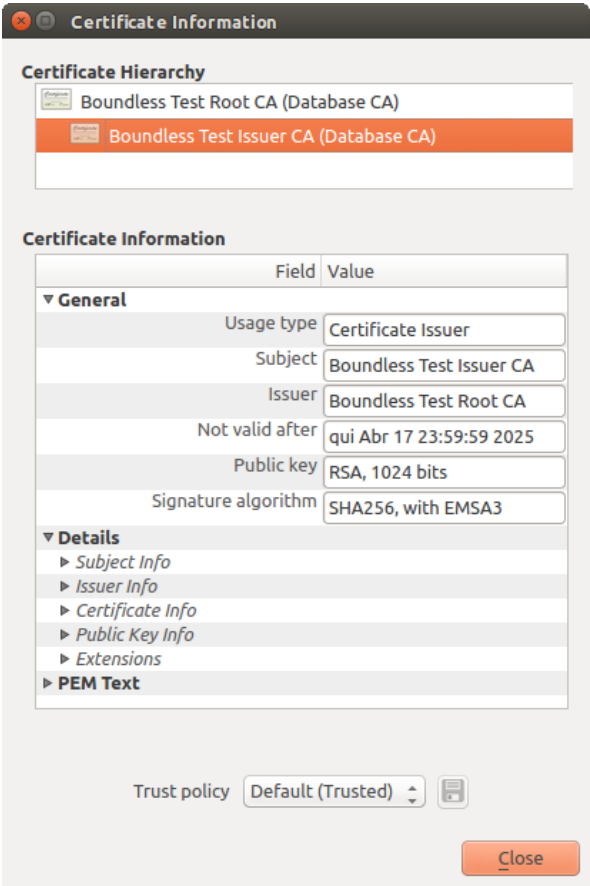 Certificate Information
Certificate Hierarchy
Boundless Test Root CA (Database CA)
Boundless Test Issuer CA (Database CA)
Certificate Information
Field Value
General
Usage type Certificate Issuer
Subject Boundless Test Issuer CA
Issuer Boundless Test Root CA
Not valid after qui Abr 17 23:59:59 2025
Public key RSA, 1024 bits
Signature algorithm SHA256, with EMSA3
Details
Subject Info
Issuer Info
Certificate Info
Public Key Info
Extensions
PEM Text
Trust policy Default (Trusted)
Close